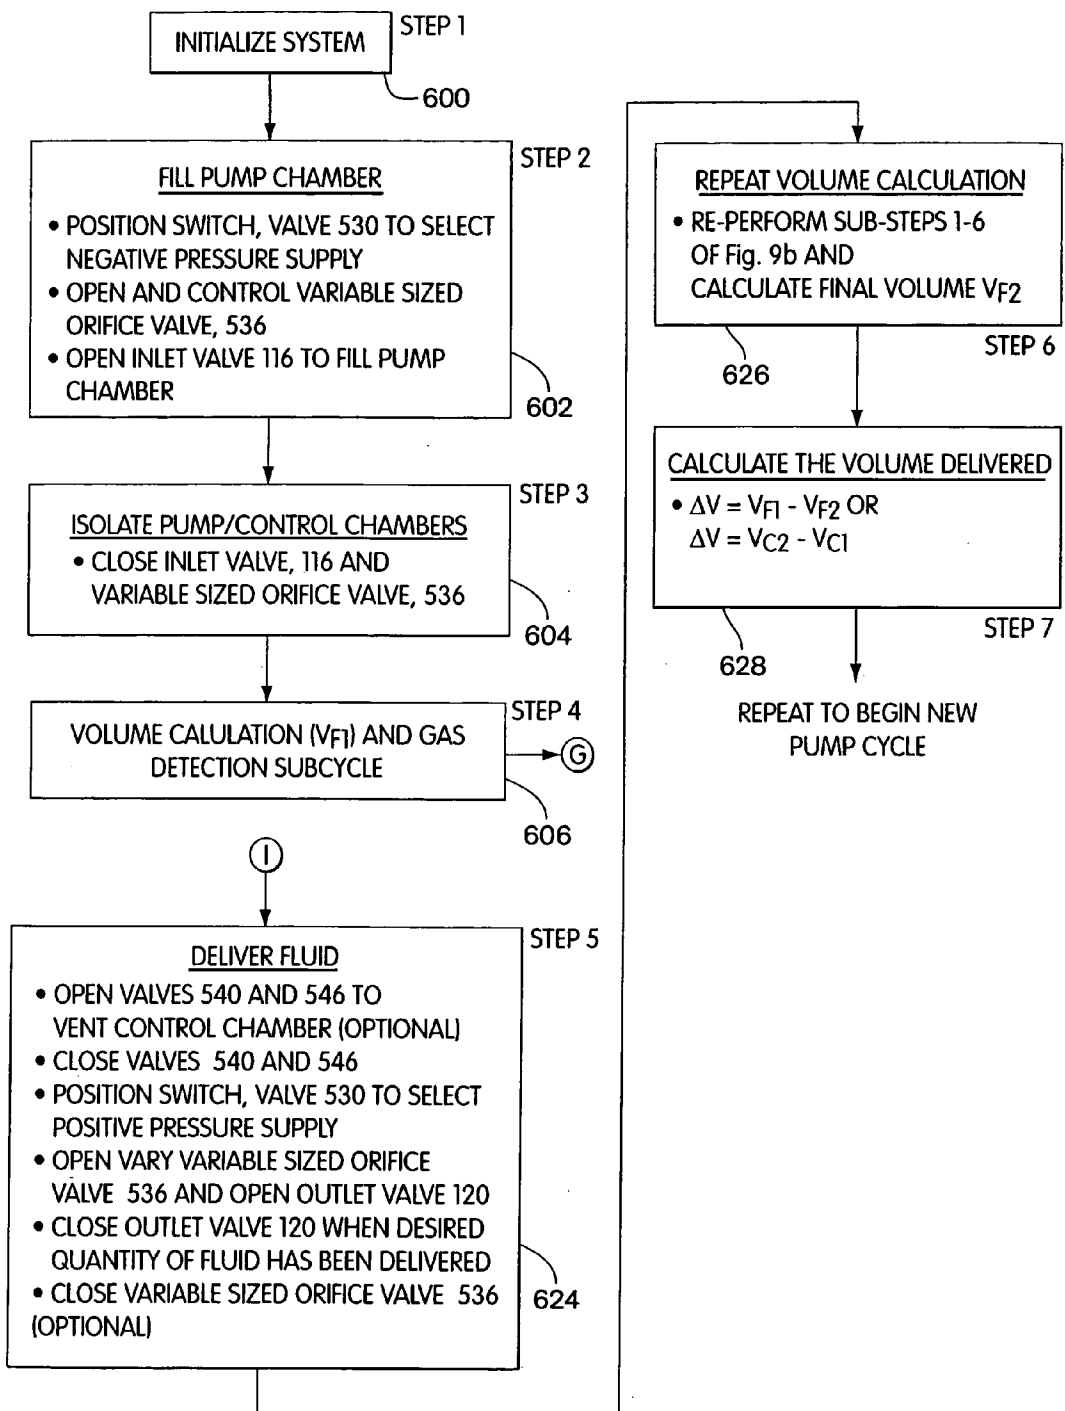 INITIALIZE SYSTEM
STEP 1
600
STEP 2
FILL PUMP CHAMBER
• POSITION SWITCH, VALVE 530 TO SELECT
NEGATIVE PRESSURE SUPPLY
• OPEN AND CONTROL VARIABLE SIZED
ORIFICE VALVE, 536
• OPEN INLET VALVE 116 TO FILL PUMP
CHAMBER
602
STEP 3
ISOLATE PUMP/CONTROL CHAMBERS
• CLOSE INLET VALVE, 116 AND
VARIABLE SIZED ORIFICE VALVE, 536
604
STEP 4
VOLUME CALULATION (VF1) AND GAS
DETECTION SUBCYCLE
G
606
I
STEP 5
DELIVER FLUID
• OPEN VALVES 540 AND 546 TO
VENT CONTROL CHAMBER (OPTIONAL)
• CLOSE VALVES 540 AND 546
• POSITION SWITCH, VALVE 530 TO SELECT
POSITIVE PRESSURE SUPPLY
• OPEN VARY VARIABLE SIZED ORIFICE
VALVE 536 AND OPEN OUTLET VALVE 120
• CLOSE OUTLET VALVE 120 WHEN DESIRED
QUANTITY OF FLUID HAS BEEN DELIVERED
• CLOSE VARIABLE SIZED ORIFICE VALVE 536
(OPTIONAL)
624
REPEAT VOLUME CALCULATION
• RE-PERFORM SUB-STEPS 1-6
OF Fig. 9b AND
CALCULATE FINAL VOLUME VF2
STEP 6
626
CALCULATE THE VOLUME DELIVERED
• ΔV = VF1 - VF2 OR
ΔV = VC2 - VC1
STEP 7
628
REPEAT TO BEGIN NEW
PUMP CYCLE